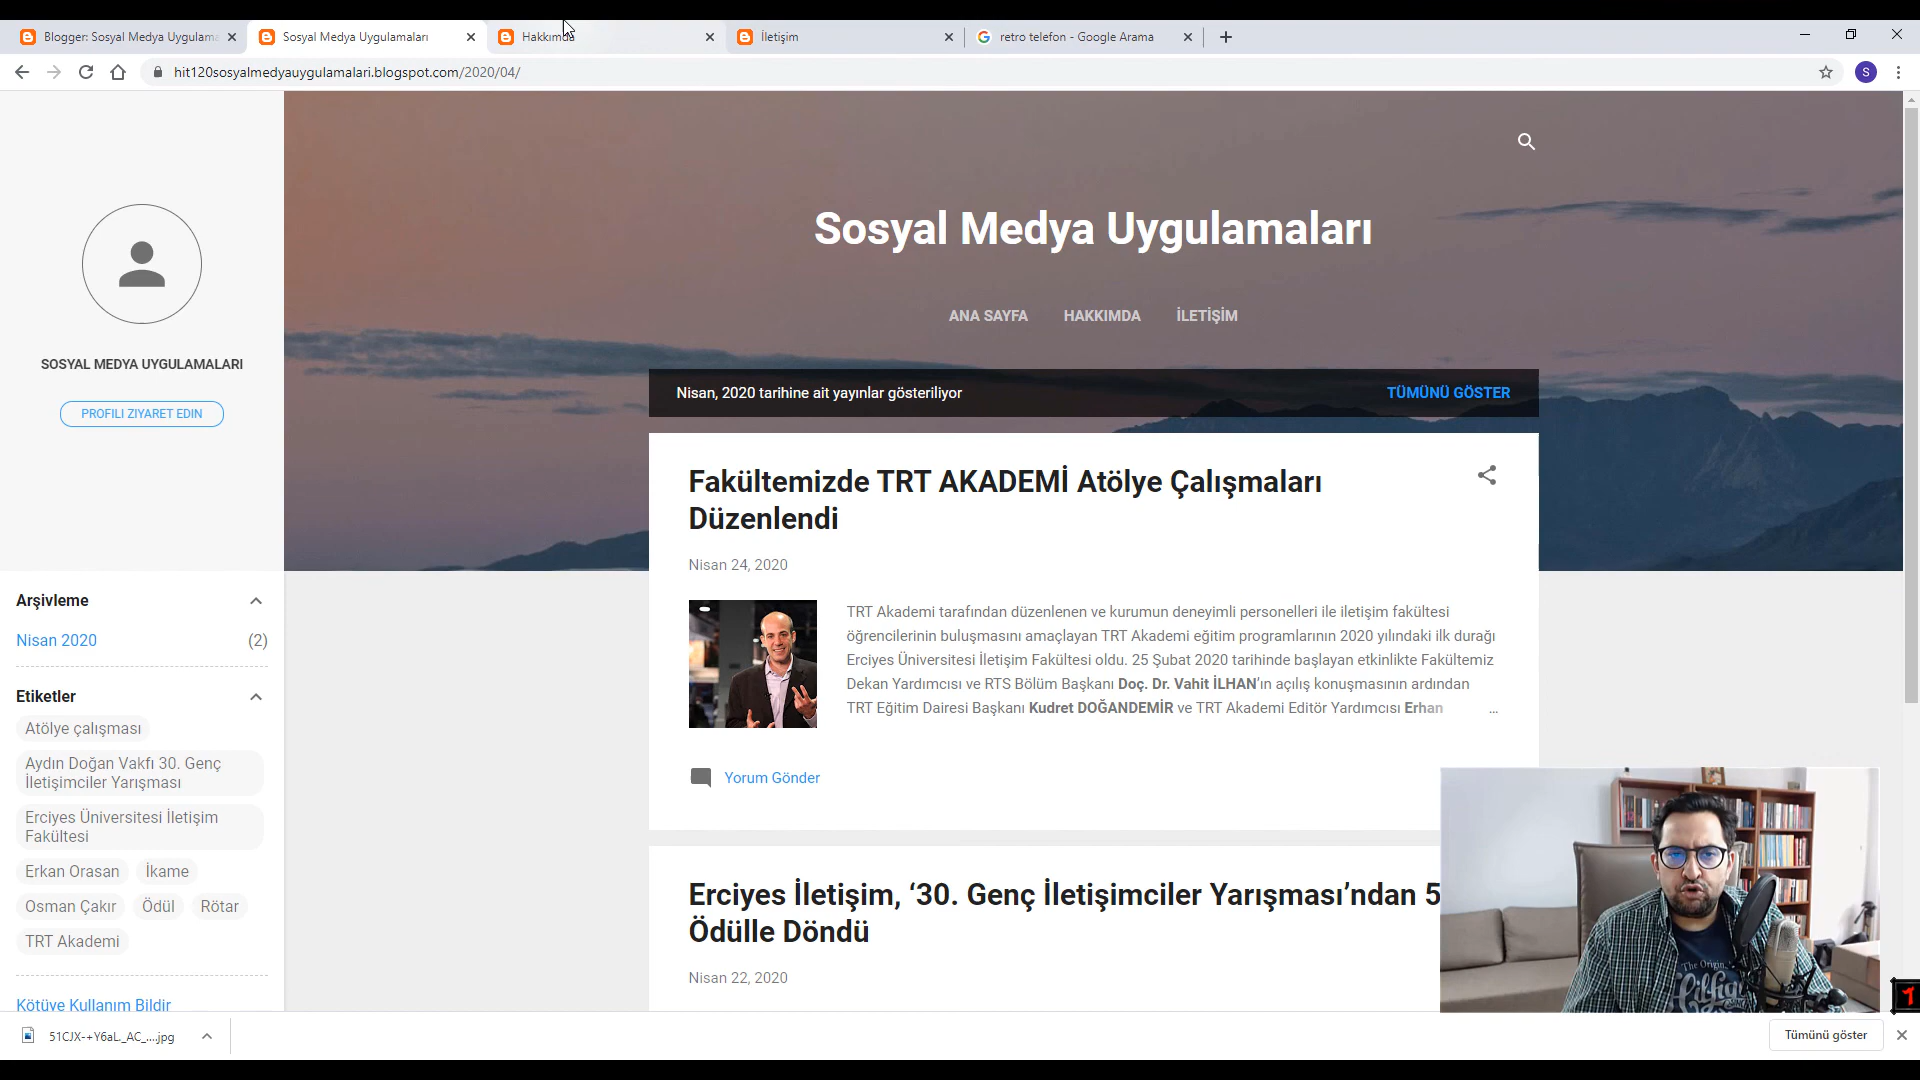 Blogger: Sosyal Medya Uygulama
Sosyal Medya Uygulamaları
Hakkımda
İletişim
retro telefon - Google Arama
hit120sosyalmedyauygulamalari.blogspot.com/2020/04/
S
Sosyal Medya Uygulamaları
ANA SAYFA
HAKKIMDA
İLETİŞİM
SOSYAL MEDYA UYGULAMALARI
PROFILI ZIYARET EDIN
Nisan, 2020 tarihine ait yayınlar gösteriliyor
TÜMÜNÜ GÖSTER
Fakültemizde TRT AKADEMİ Atölye Çalışmaları
Düzenlendi
Nisan 24, 2020
TRT Akademi tarafından düzenlenen ve kurumun deneyimli personelleri ile iletişim fakültesi
öğrencilerinin buluşmasını amaçlayan TRT Akademi eğitim programlarının 2020 yılındaki ilk durağı
Erciyes Üniversitesi İletişim Fakültesi oldu. 25 Şubat 2020 tarihinde başlayan etkinlikte Fakültemiz
Dekan Yardımcısı ve RTS Bölüm Başkanı Doç. Dr. Vahit İLHAN'ın açılış konuşmasının ardından
TRT Eğitim Dairesi Başkanı Kudret DOĞANDEMİR ve TRT Akademi Editör Yardımcısı Erhan ...
Yorum Gönder
Erciyes İletişim, ‘30. Genç İletişimciler Yarışması’ndan 5
Ödülle Döndü
Nisan 22, 2020
Arşivleme
Nisan 2020 (2)
Etiketler
Atölye çalışması
Aydın Doğan Vakfı 30. Genç
İletişimciler Yarışması
Erciyes Üniversitesi İletişim
Fakültesi
Erkan Orasan
İkame
Osman Çakır
Ödül
Rötar
TRT Akademi
Kötüye Kullanım Bildir
The Origin
51CJX-+Y6aL._AC_....jpg
Tümünü göster